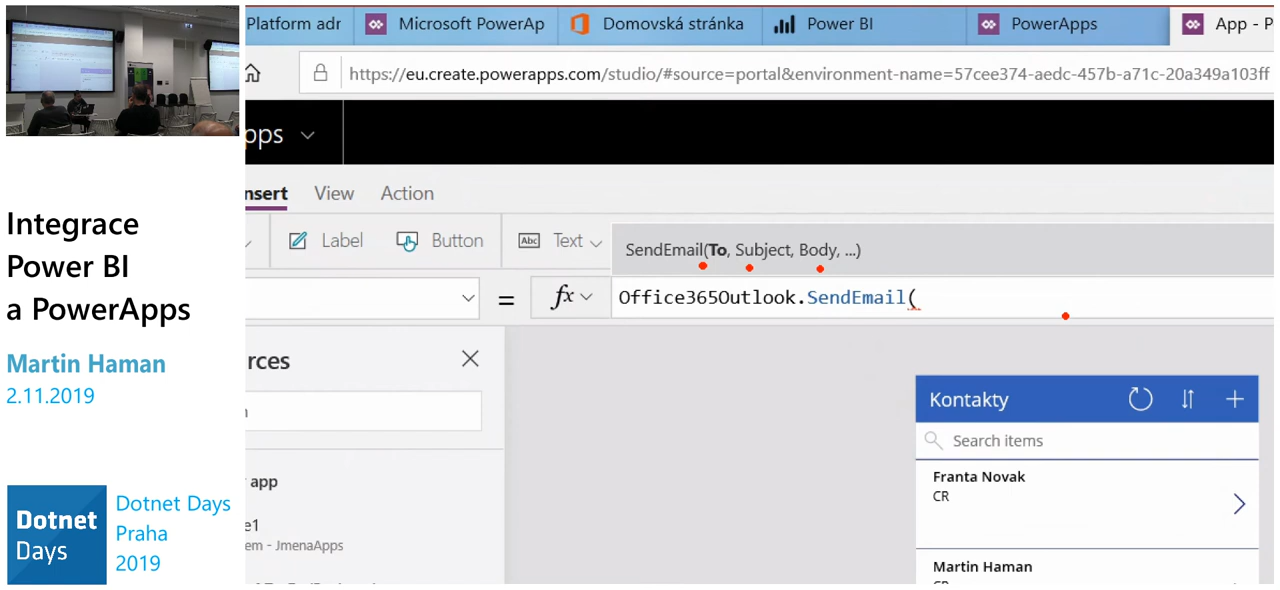 Platform adr
Microsoft PowerAp
Domovská stránka
Power BI
PowerApps
App - P
https://eu.create.powerapps.com/studio/#source=portal&environment-name=57cee374-aedc-457b-a71c-20a349a103ff
pps
nsert
View
Action
Label
Button
Abc
Text
SendEmail(To, Subject, Body, ...)
= fx
Office365Outlook.SendEmail(
rces
app
e1
em - JmenaApps
Kontakty
Search items
Franta Novak
CR
Martin Haman
Integrace
Power BI
a PowerApps
Martin Haman
2.11.2019
Dotnet
Days
Dotnet Days
Praha
2019